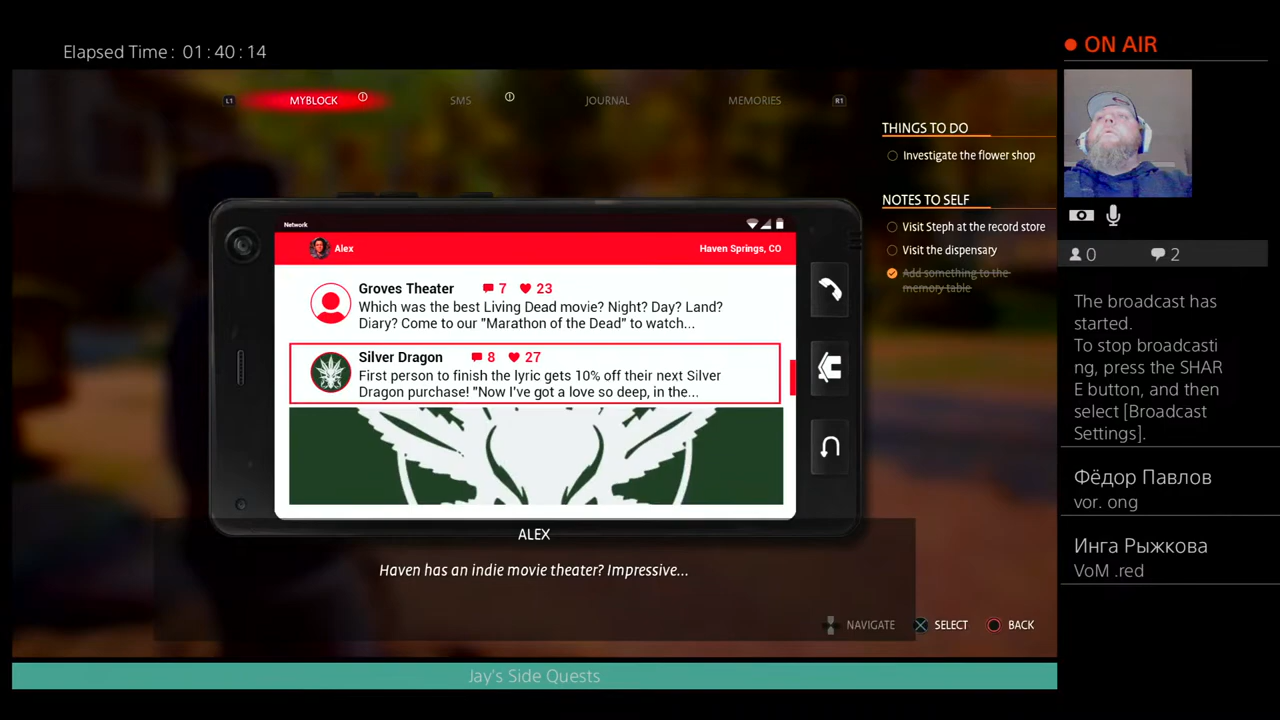 Elapsed Time: 01:40:14
ON AIR
L1
MYBLOCK
SMS
JOURNAL
MEMORIES
R1
THINGS TO DO
Investigate the flower shop
NOTES TO SELF
Visit Steph at the record store
Visit the dispensary
Add something to the
memory table
Network
Alex
Haven Springs, CO
Groves Theater 7 23
Which was the best Living Dead movie? Night? Day? Land?
Diary? Come to our "Marathon of the Dead" to watch...
Silver Dragon 8 27
First person to finish the lyric gets 10% off their next Silver
Dragon purchase! "Now I've got a love so deep, in the...
ALEX
Haven has an indie movie theater? Impressive...
NAVIGATE
SELECT
BACK
Jay's Side Quests
0
2
The broadcast has
started.
To stop broadcasti
ng, press the SHAR
E button, and then
select [Broadcast
Settings].
Фёдор Павлов
vor. ong
Инга Рыжкова
VoM .red